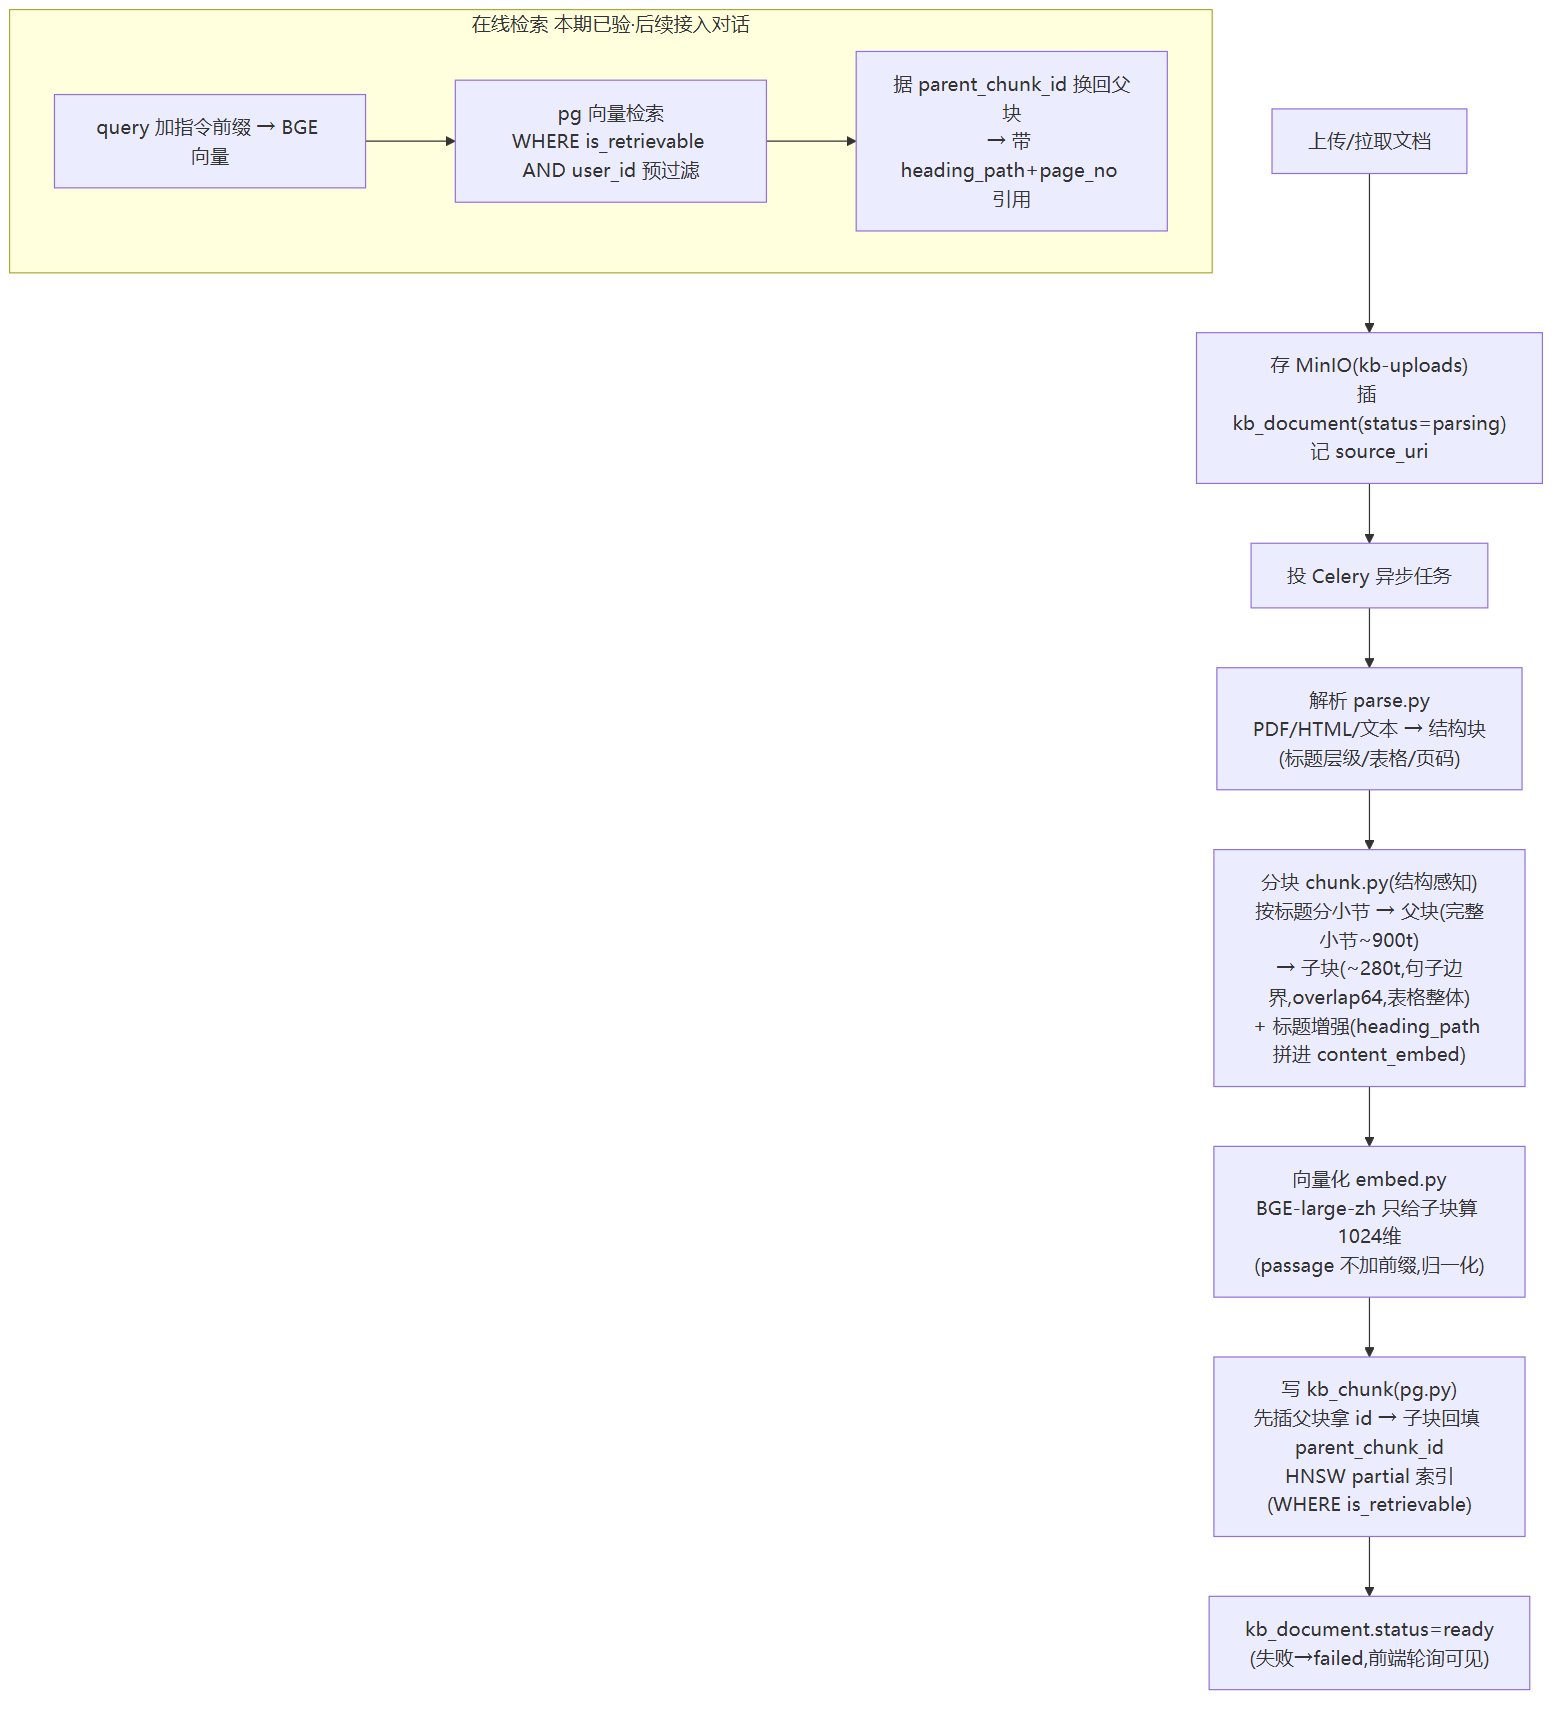 在线检索 本期已验·后续接入对话
query 加指令前缀 → BGE
向量
pg 向量检索
WHERE is_retrievable
AND user_id 预过滤
据 parent_chunk_id 换回父
块
→ 带
heading_path+page_no
引用
上传/拉取文档
存 MinIO(kb-uploads)
插
kb_document(status=parsing)
记 source_uri
投 Celery 异步任务
解析 parse.py
PDF/HTML/文本 → 结构块
(标题层级/表格/页码)
分块 chunk.py(结构感知)
按标题分小节 → 父块(完整
小节~900t)
→ 子块(~280t,句子边
界,overlap64,表格整体)
+ 标题增强(heading_path
拼进 content_embed)
向量化 embed.py
BGE-large-zh 只给子块算
1024维
(passage 不加前缀,归一化)
写 kb_chunk(pg.py)
先插父块拿 id → 子块回填
parent_chunk_id
HNSW partial 索引
(WHERE is_retrievable)
kb_document.status=ready
(失败→failed,前端轮询可见)